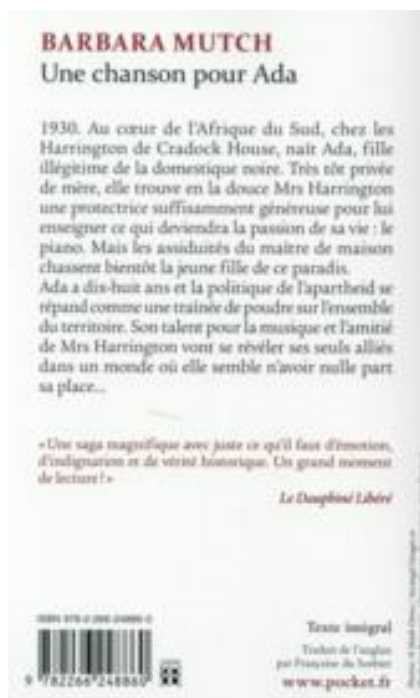 BARBARA MUTCH
Une chanson pour Ada
1930. Au cœur de l'Afrique du Sud, chez les
Harrington de Cradock House, naît Ada, fille
illégitime de la domestique noire. Très tôt privée
de mère, elle trouve en la douce Mrs Harrington
une protectrice suffisamment généreuse pour lui
enseigner ce qui deviendra la passion de sa vie : le
piano. Mais les assiduités du maître de maison
chassent bientôt la jeune fille de ce paradis.
Ada a dix-huit ans et la politique de l'apartheid se
répand comme une traînée de poudre sur l'ensemble
du territoire. Son talent pour la musique et l'amitié
de Mrs Harrington vont se révéler ses seuls alliés
dans un monde où elle semble n'avoir nulle part
sa place...
« Une saga magnifique avec juste ce qu'il faut d'émotion,
d'indignation et de vérité historique. Un grand moment
de lecture ! »
Le Dauphiné Libéré
ISBN 978-2-266-24886-0
9 782266 248860
Texte intégral
Traduit de l'anglais
par Françoise du Sorbier
www.pocket.fr